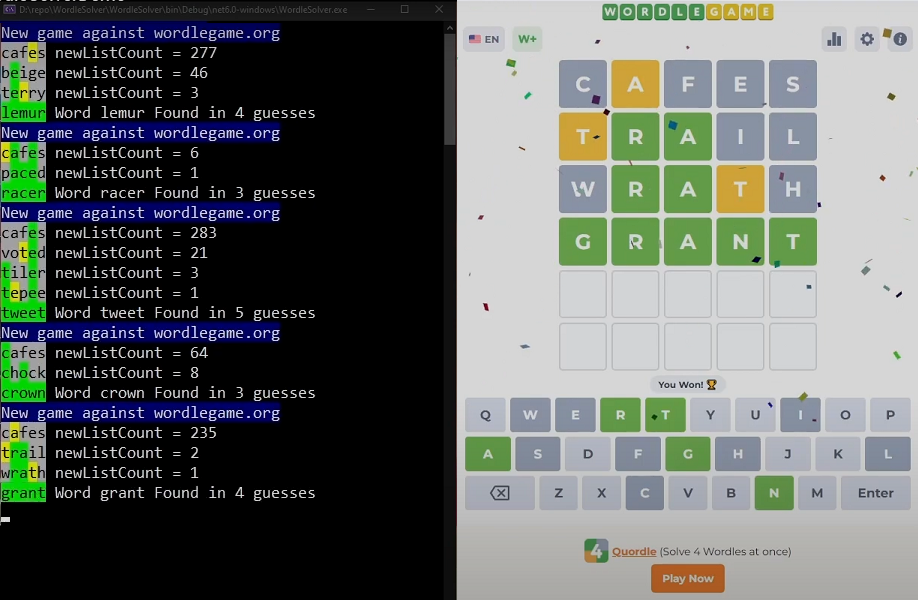 D:\repo\WordleSolver\WordleSolver\bin\Debug\net6.0-windows\WordleSolver.exe
New game against wordlegame.org
cafes newListCount = 277
beige newListCount = 46
terry newListCount = 3
lemur Word lemur Found in 4 guesses
New game against wordlegame.org
cafes newListCount = 6
paced newListCount = 1
racer Word racer Found in 3 guesses
New game against wordlegame.org
cafes newListCount = 283
voted newListCount = 21
tiler newListCount = 3
tepee newListCount = 1
tweet Word tweet Found in 5 guesses
New game against wordlegame.org
cafes newListCount = 64
chock newListCount = 8
crown Word crown Found in 3 guesses
New game against wordlegame.org
cafes newListCount = 235
trail newListCount = 2
wrath newListCount = 1
grant Word grant Found in 4 guesses
WORDLEGAME
EN W+
C A F E S
T R A I L
W R A T H
G R A N T
You Won!
Q W E R T Y U I O P
A S D F G H J K L
Z X C V B N M Enter
4 Quordle (Solve 4 Wordles at once)
Play Now